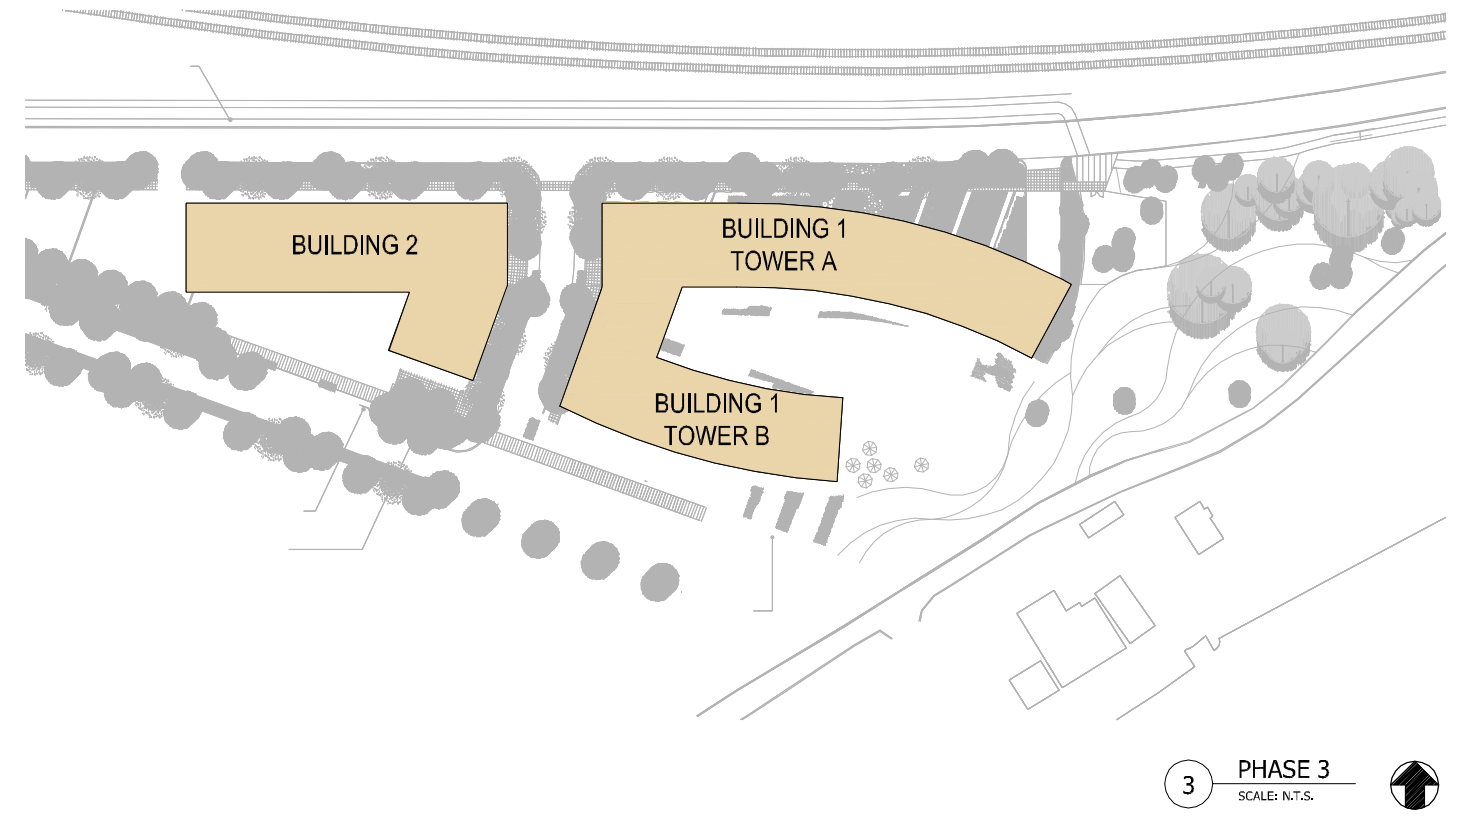 BUILDING 2
BUILDING 1
TOWER A
BUILDING 1
TOWER B
3
PHASE 3
SCALE: N.T.S.